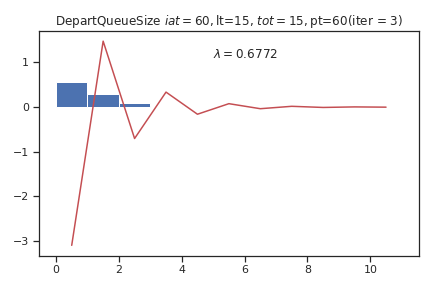 DepartQueueSize iat = 60, lt=15, tot = 15, pt=60(iter = 3)
λ = 0.6772
1
0
−1
−2
−3
0 2 4 6 8 10